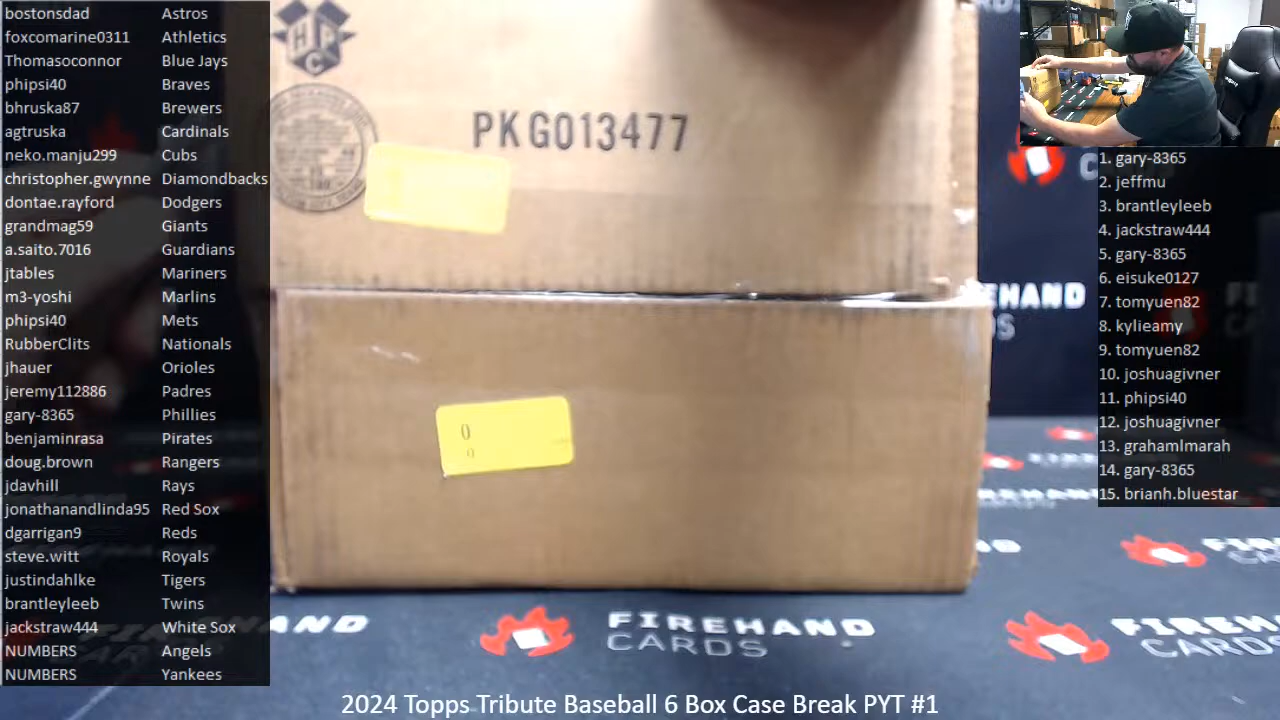 bostonsdad Astros
foxcomarine0311 Athletics
Thomasoconnor Blue Jays
phipsi40 Braves
bhruska87 Brewers
agtruska Cardinals
neko.manju299 Cubs
christopher.gwynne Diamondbacks
dontae.rayford Dodgers
grandmag59 Giants
a.saito.7016 Guardians
jtables Mariners
m3-yoshi Marlins
phipsi40 Mets
RubberClits Nationals
jhauer Orioles
jeremy112886 Padres
gary-8365 Phillies
benjaminrasa Pirates
doug.brown Rangers
jdavhill Rays
jonathanandlinda95 Red Sox
dgarrigan9 Reds
steve.witt Royals
justindahlke Tigers
brantleyleeb Twins
jackstraw444 White Sox
NUMBERS Angels
NUMBERS Yankees
HPC
PKG013477
0
0
FIREHAND
CARDS
1. gary-8365
2. jeffmu
3. brantleyleeb
4. jackstraw444
5. gary-8365
6. eisuke0127
7. tomyuen82
8. kylieamy
9. tomyuen82
10. joshuagivner
11. phipsi40
12. joshuagivner
13. grahamlmarah
14. gary-8365
15. brianh.bluestar
2024 Topps Tribute Baseball 6 Box Case Break PYT #1